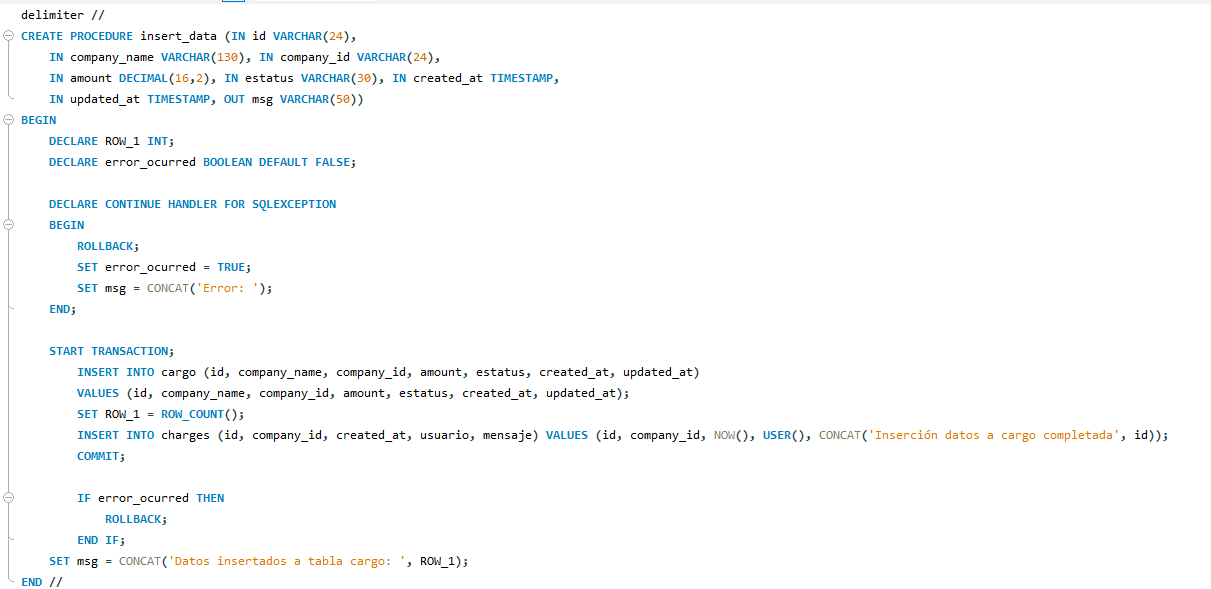 delimiter //
CREATE PROCEDURE insert_data (IN id VARCHAR(24),
    IN company_name VARCHAR(130), IN company_id VARCHAR(24),
    IN amount DECIMAL(16,2), IN estatus VARCHAR(30), IN created_at TIMESTAMP,
    IN updated_at TIMESTAMP, OUT msg VARCHAR(50))
BEGIN
    DECLARE ROW_1 INT;
    DECLARE error_ocurred BOOLEAN DEFAULT FALSE;

    DECLARE CONTINUE HANDLER FOR SQLEXCEPTION
    BEGIN
        ROLLBACK;
        SET error_ocurred = TRUE;
        SET msg = CONCAT('Error: ');
    END;

    START TRANSACTION;
        INSERT INTO cargo (id, company_name, company_id, amount, estatus, created_at, updated_at)
        VALUES (id, company_name, company_id, amount, estatus, created_at, updated_at);
        SET ROW_1 = ROW_COUNT();
        INSERT INTO charges (id, company_id, created_at, usuario, mensaje) VALUES (id, company_id, NOW(), USER(), CONCAT('Inserción datos a cargo completada', id));
        COMMIT;

        IF error_ocurred THEN
            ROLLBACK;
        END IF;
    SET msg = CONCAT('Datos insertados a tabla cargo: ', ROW_1);
END //